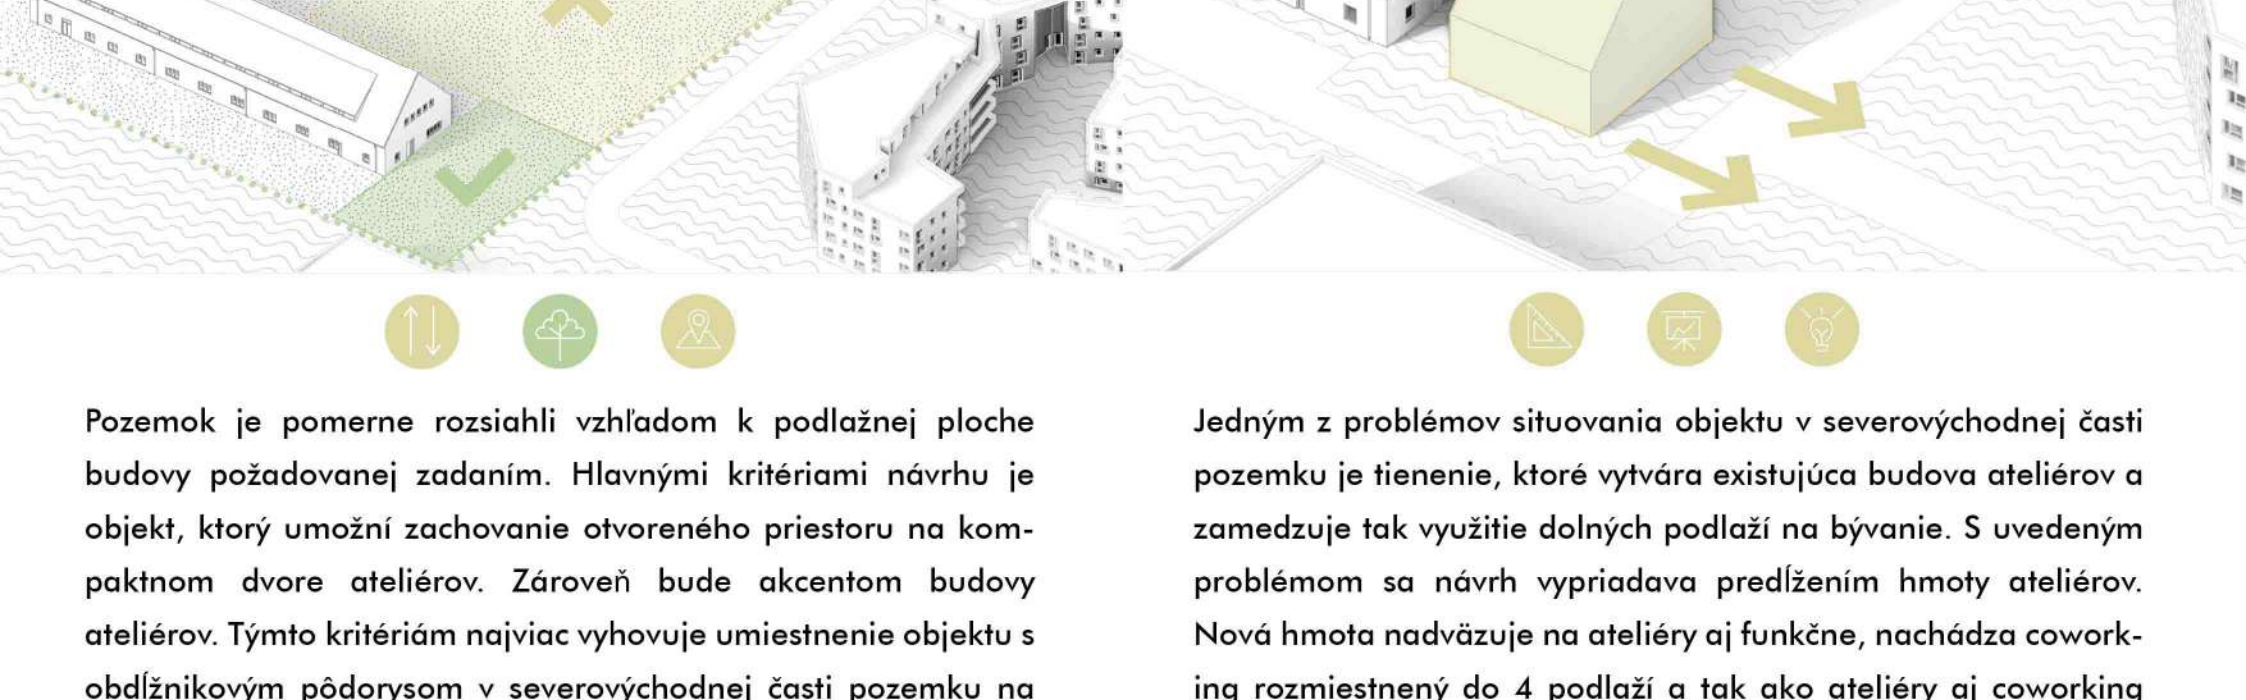 Pozemok je pomerne rozsiahli vzhľadom k podlažnej ploche
budovy požadovanej zadaním. Hlavnými kritériami návrhu je
objekt, ktorý umožní zachovanie otvoreného priestoru na kom-
paktnom dvore ateliérov. Zároveň bude akcentom budovy
ateliérov. Týmto kritériám najviac vyhovuje umiestnenie objektu s
obdĺžnikovým pôdorysom v severovýchodnej časti pozemku na
Jedným z problémov situovania objektu v severovýchodnej časti
pozemku je tienenie, ktoré vytvára existujúca budova ateliérov a
zamedzuje tak využitie dolných podlaží na bývanie. S uvedeným
problémom sa návrh vypriadava predĺžením hmoty ateliérov.
Nová hmota nadväzuje na ateliéry aj funkčne, nachádza cowork-
ing rozmiestnený do 4 podlaží a tak ako ateliéry aj coworking